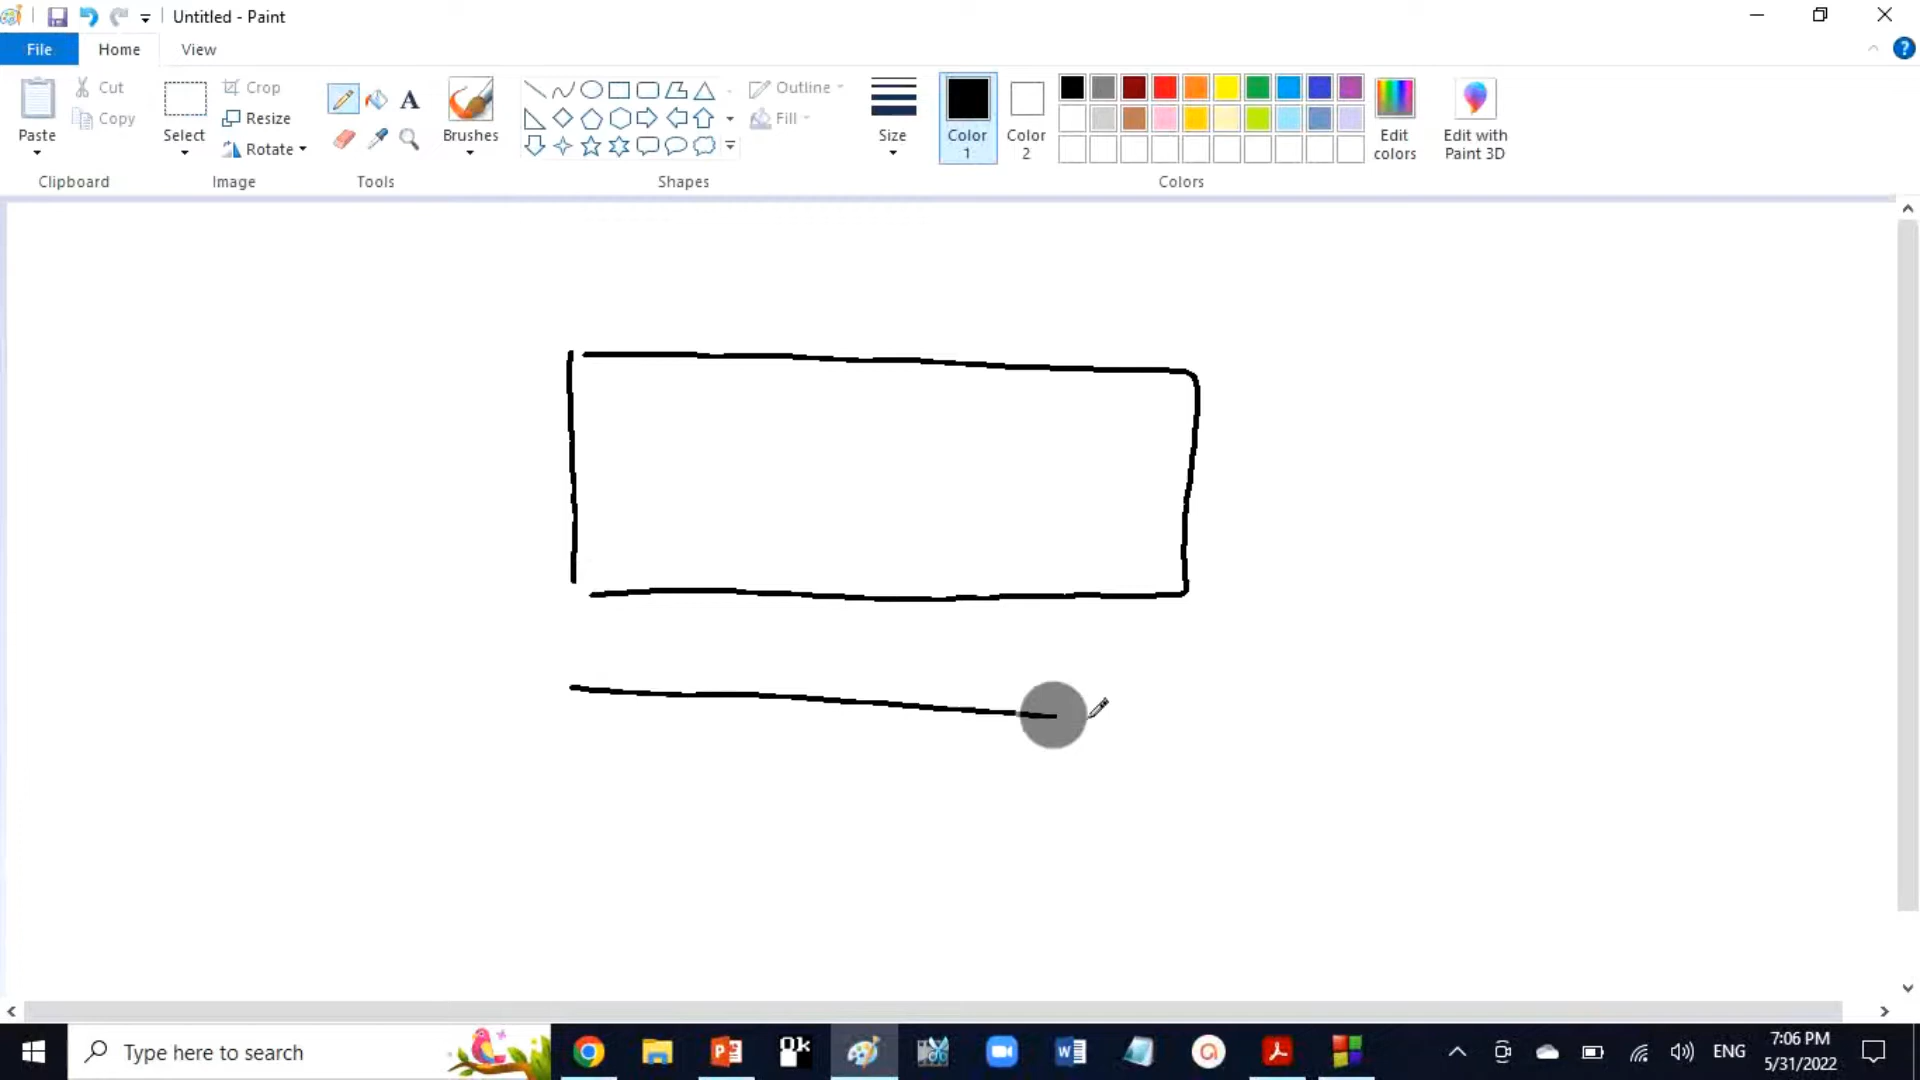 Untitled - Paint
File Home View
Paste
Cut
Copy
Clipboard
Select
Crop
Resize
Rotate
Image
A
Tools
Brushes
Shapes
Outline
Fill
Size
Color 1
Color 2
Colors
Edit colors
Edit with Paint 3D
?
Type here to search
0k
ENG
7:06 PM
5/31/2022